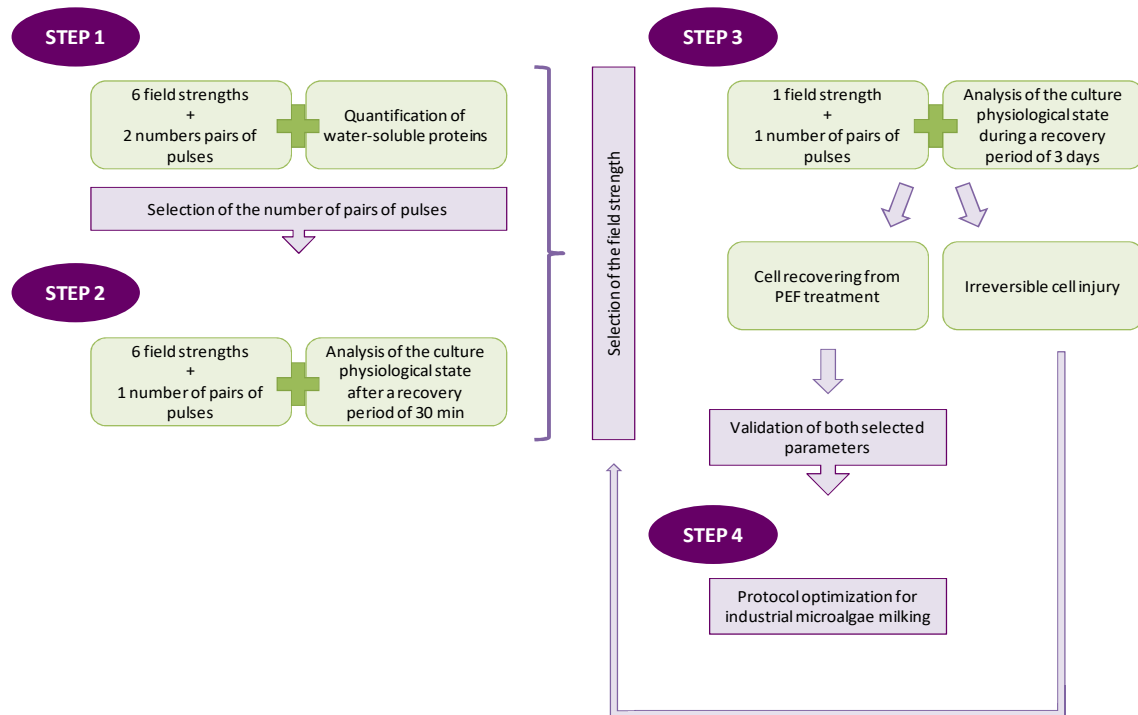 STEP 1
6 field strengths
+
2 numbers pairs of
pulses
Quantification of
water-soluble proteins
Selection of the number of pairs of pulses
STEP 2
6 field strengths
+
1 number of pairs of
pulses
Analysis of the culture
physiological state
after a recovery
period of 30 min
Selection of the field strength
STEP 3
1 field strength
+
1 number of pairs of
pulses
Analysis of the culture
physiological state
during a recovery
period of 3 days
Cell recovering from
PEF treatment
Irreversible cell injury
Validation of both selected
parameters
STEP 4
Protocol optimization for
industrial microalgae milking